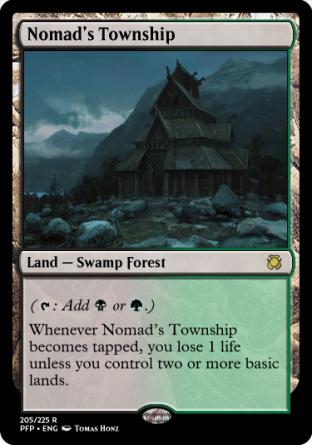 Nomad's Township
Land — Swamp Forest
( : Add or .)
Whenever Nomad's Township
becomes tapped, you lose 1 life
unless you control two or more basic
lands.
205/225 R
PFP • ENG Tomas Honz